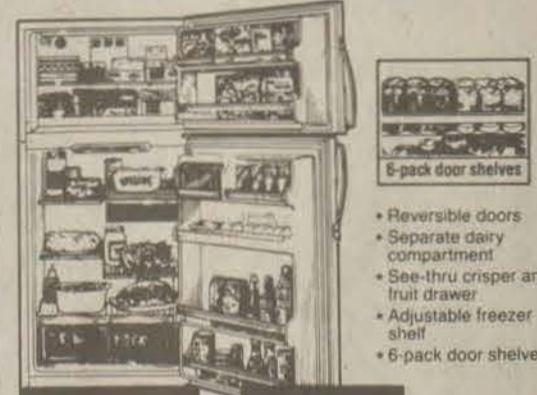 6-pack door shelves
• Reversible doors
• Separate dairy
compartment
• See-thru crisper an
fruit drawer
• Adjustable freezer
shelf
• 6-pack door shelve